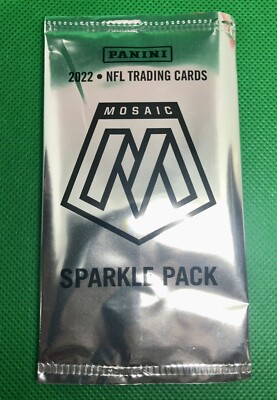 PANINI
2022 • NFL TRADING CARDS
MOSAIC
SPARKLE PACK